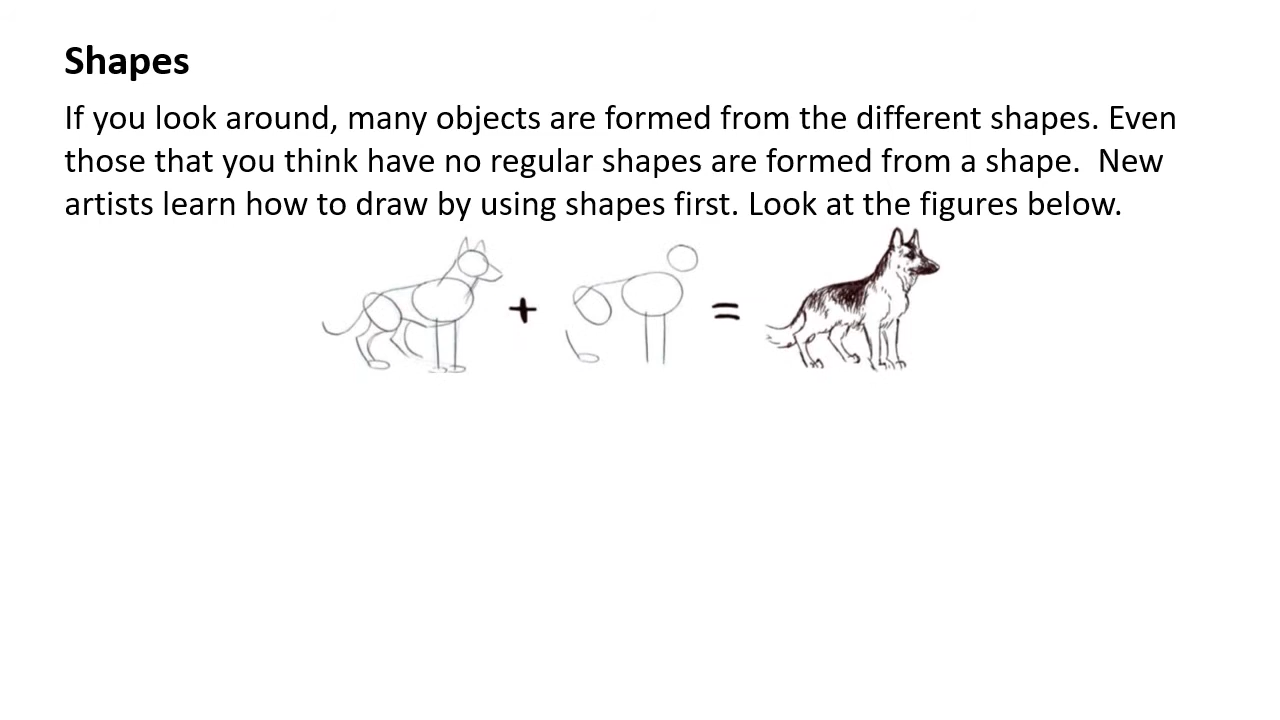 Shapes
If you look around, many objects are formed from the different shapes. Even
those that you think have no regular shapes are formed from a shape.  New
artists learn how to draw by using shapes first. Look at the figures below.
+ =